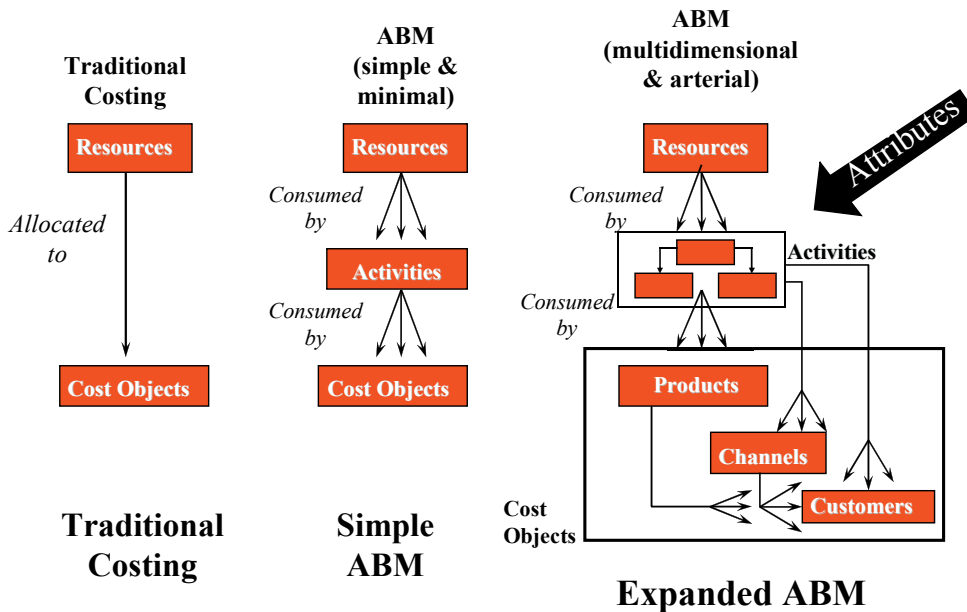 Traditional
Costing
Resources
Allocated
to
Cost Objects
Traditional
Costing
ABM
(simple &
minimal)
Resources
Consumed
by
Activities
Consumed
by
Cost Objects
Simple
ABM
ABM
(multidimensional
& arterial)
Attributes
Resources
Consumed
by
Activities
Consumed
by
Products
Channels
Customers
Cost
Objects
Expanded ABM